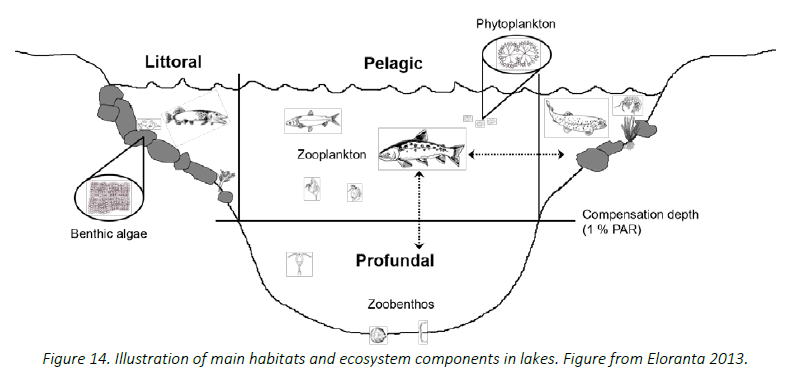 Phytoplankton
Littoral
Pelagic
Zooplankton
Benthic algae
Compensation depth
(1 % PAR)
Profundal
Zoobenthos
Figure 14. Illustration of main habitats and ecosystem components in lakes. Figure from Eloranta 2013.